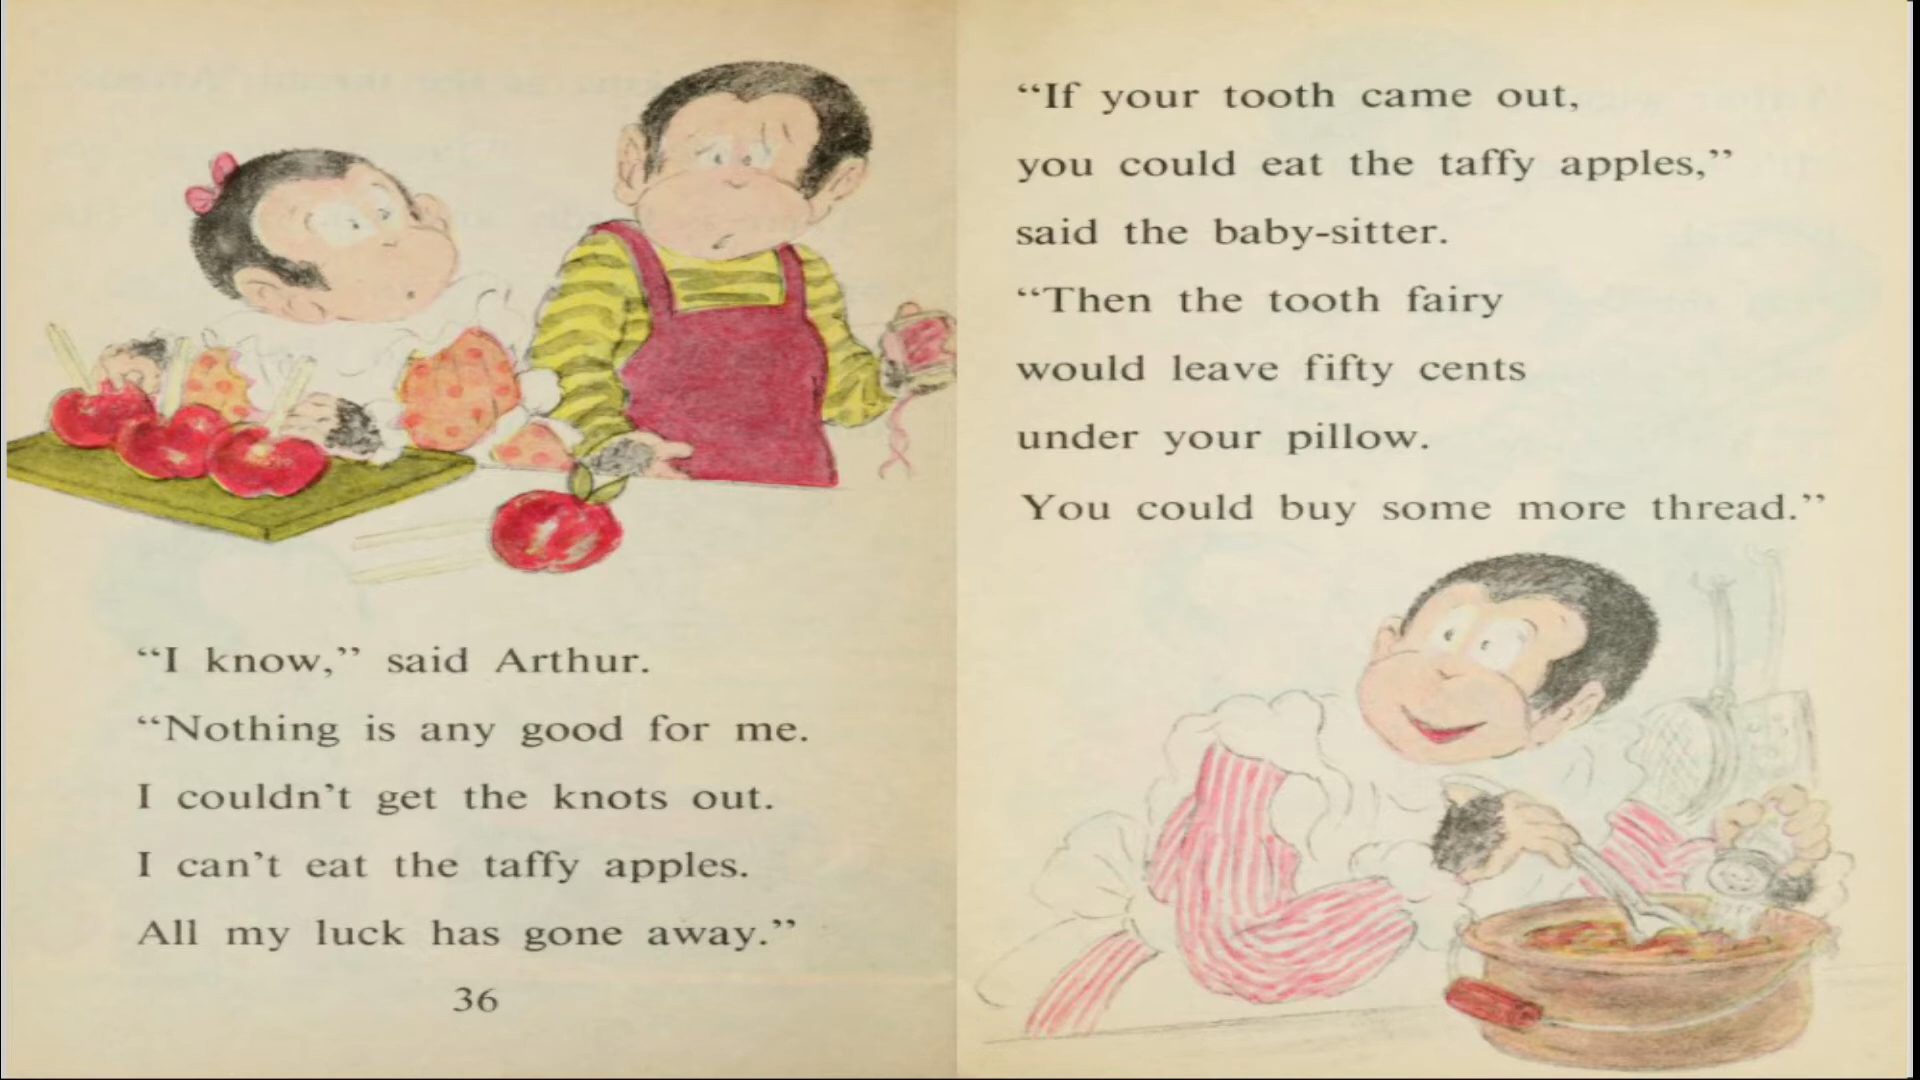 “I know,” said Arthur.
“Nothing is any good for me.
I couldn’t get the knots out.
I can’t eat the taffy apples.
All my luck has gone away.”
36
“If your tooth came out,
you could eat the taffy apples,”
said the baby-sitter.
“Then the tooth fairy
would leave fifty cents
under your pillow.
You could buy some more thread.”